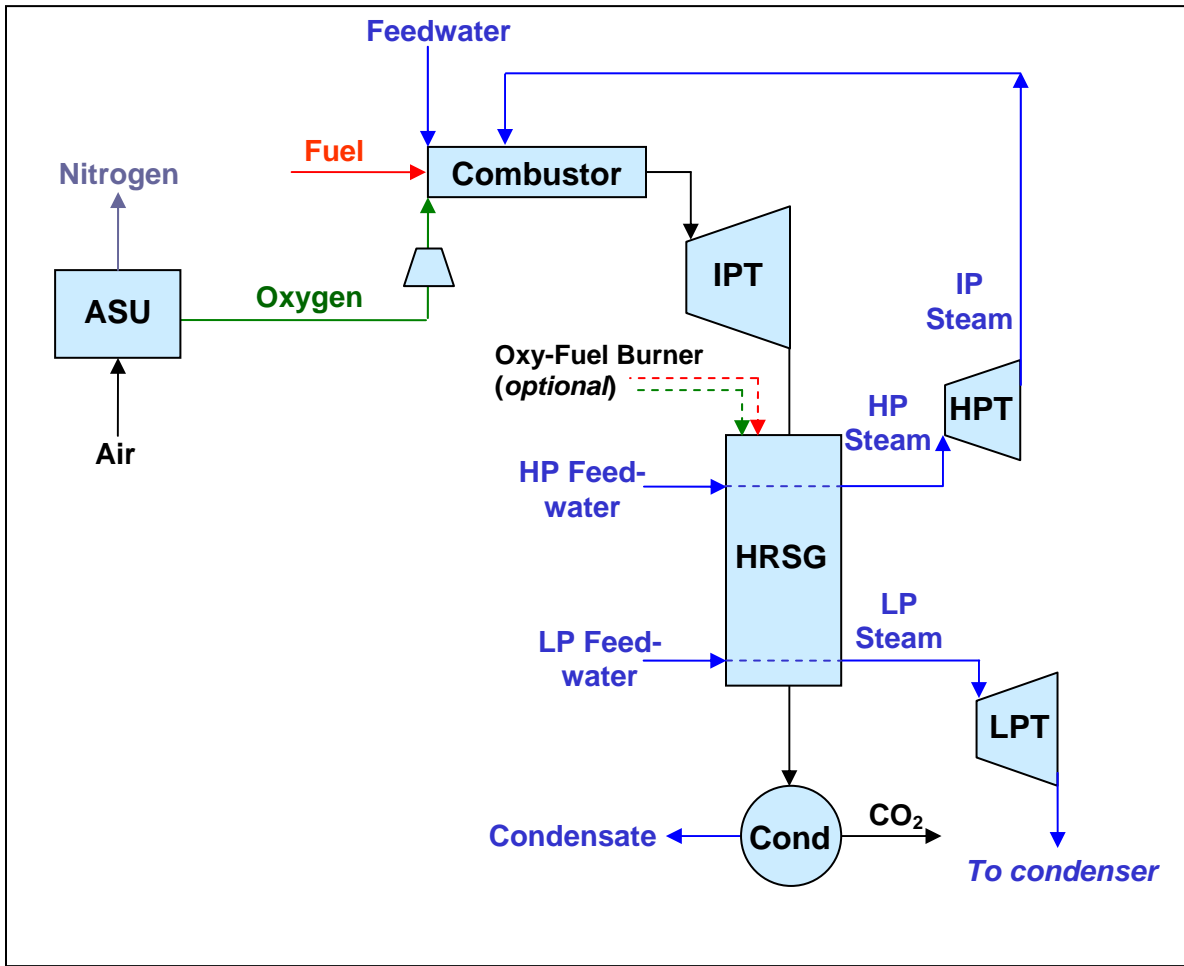 Feedwater
Fuel
Combustor
Nitrogen
IPT
IP
Steam
Oxygen
ASU
Oxy-Fuel Burner
(optional)
HP
Steam
HPT
Air
HP Feed-
water
HRSG
LP
Steam
LP Feed-
water
LPT
CO₂
Condensate
Cond
To condenser